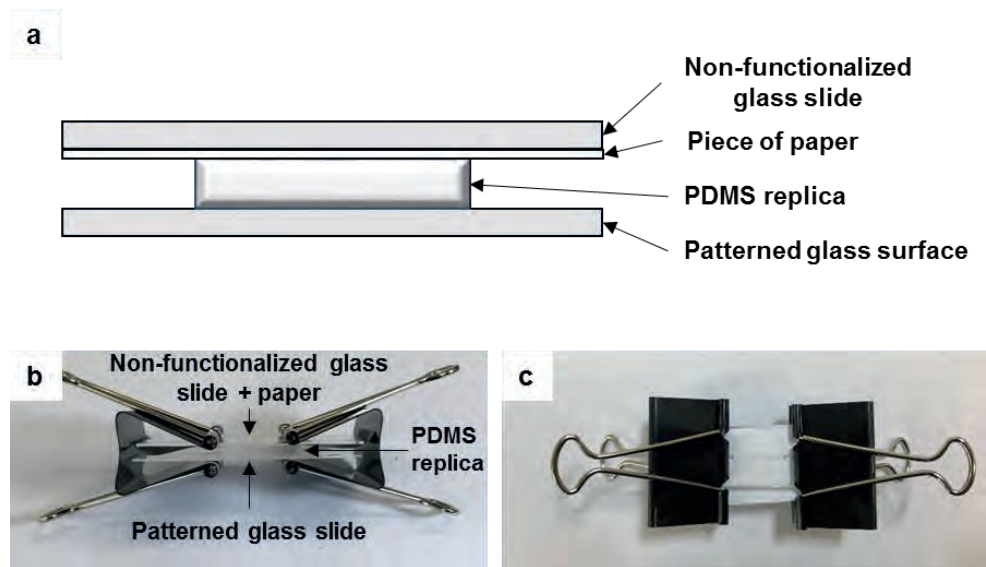 a
Non-functionalized
glass slide
Piece of paper
PDMS replica
Patterned glass surface
b
Non-functionalized glass
slide + paper
PDMS
replica
Patterned glass slide
c